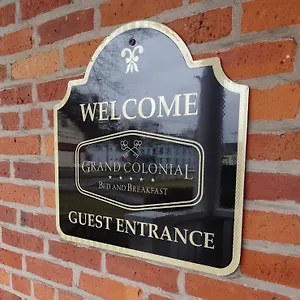 WELCOME
GRAND COLONIAL
BED AND BREAKFAST
GUEST ENTRANCE